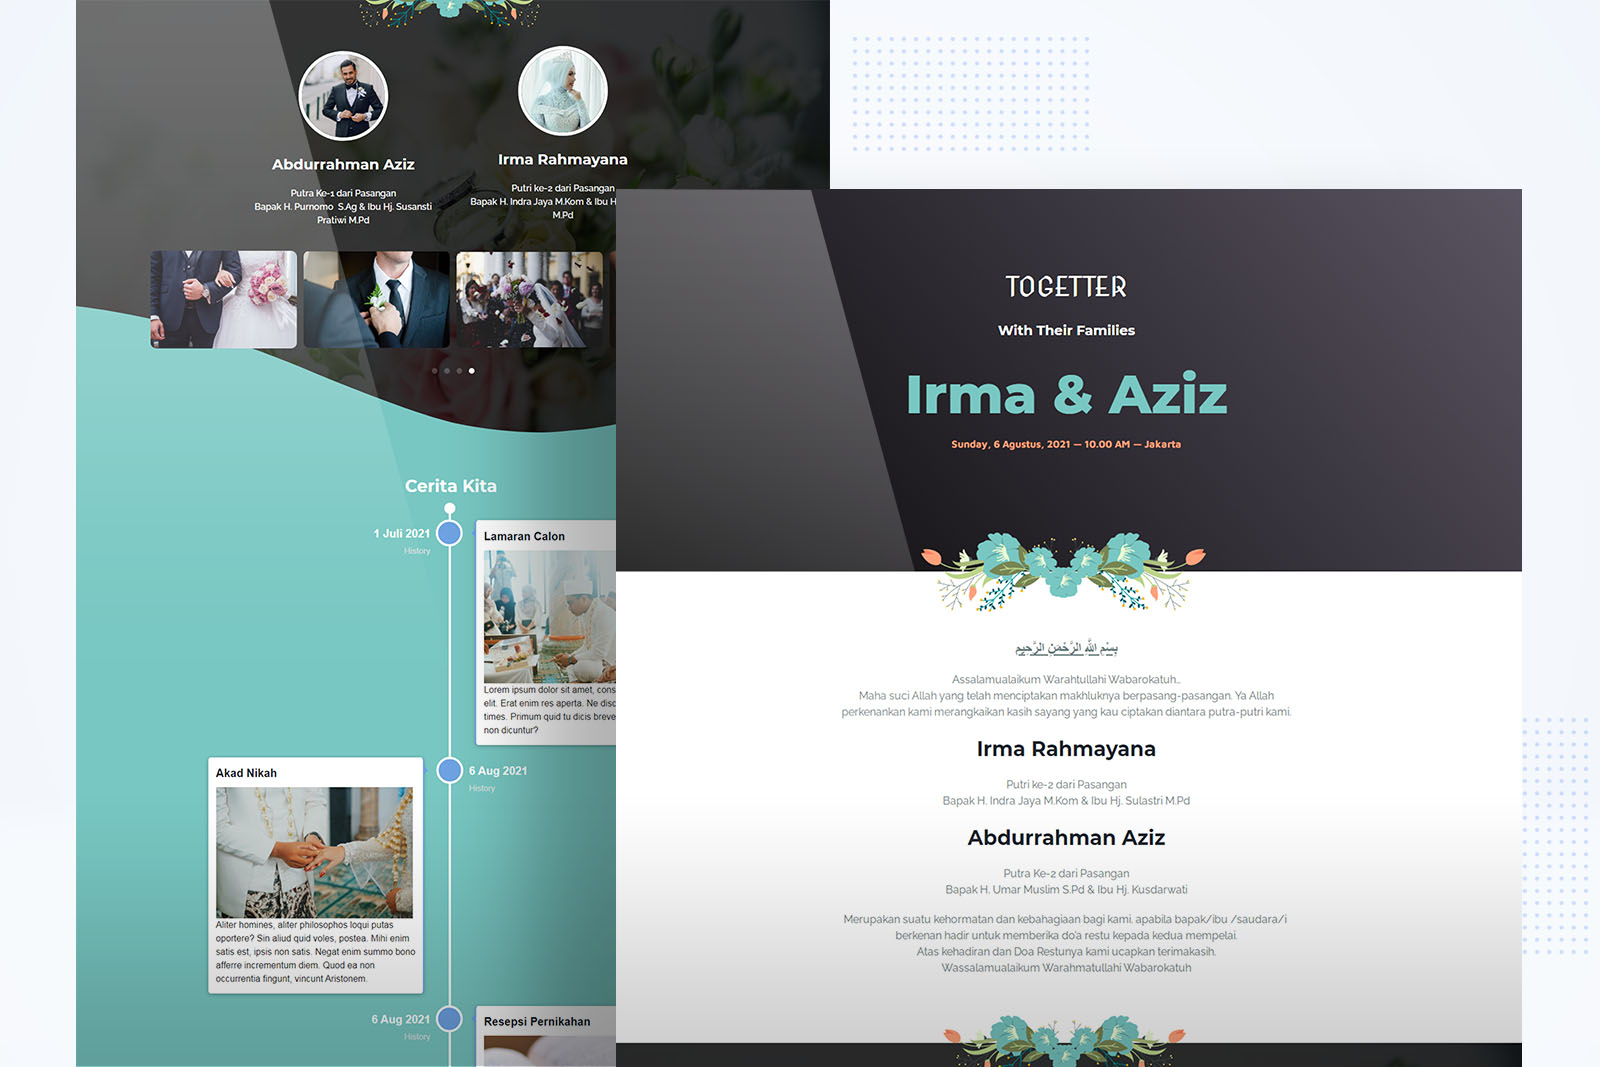 Abdurrahman Aziz
Putra Ke-1 dari Pasangan
Bapak H. Purnomo S.Ag & Ibu Hj. Susansti
Pratiwi M.Pd
Irma Rahmayana
Putri ke-2 dari Pasangan
Bapak H. Indra Jaya M.Kom & Ibu H
M.Pd
Cerita Kita
1 Juli 2021
History
Lamaran Calon
Lorem ipsum dolor sit amet, cons
elit. Erat enim res aperta. Ne disc
times. Primum quid tu dicis breve
non dicuntur?
6 Aug 2021
History
Akad Nikah
Aliter homines, aliter philosophos loqui putas
oportere? Sin aliud quid voles, postea. Mihi enim
satis est, ipsis non satis. Negat enim summo bono
afferre incrementum diem. Quod ea non
occurrentia fingunt, vincunt Aristonem.
6 Aug 2021
History
Resepsi Pernikahan
TOGETTER
With Their Families
Irma & Aziz
Sunday, 6 Agustus, 2021 — 10.00 AM — Jakarta
بِسْمِ اللَّهِ الرَّحْمَنِ الرَّحِيم
Assalamualaikum Warahtullahi Wabarokatuh...
Maha suci Allah yang telah menciptakan makhluknya berpasang-pasangan. Ya Allah
perkenankan kami merangkaikan kasih sayang yang kau ciptakan diantara putra-putri kami.
Irma Rahmayana
Putri ke-2 dari Pasangan
Bapak H. Indra Jaya M.Kom & Ibu Hj. Sulastri M.Pd
Abdurrahman Aziz
Putra Ke-2 dari Pasangan
Bapak H. Umar Muslim S.Pd & Ibu Hj. Kusdarwati
Merupakan suatu kehormatan dan kebahagiaan bagi kami. apabila bapak/ibu /saudara/i
berkenan hadir untuk memberika do'a restu kepada kedua mempelai.
Atas kehadiran dan Doa Restunya kami ucapkan terimakasih.
Wassalamualaikum Warahmatullahi Wabarokatuh